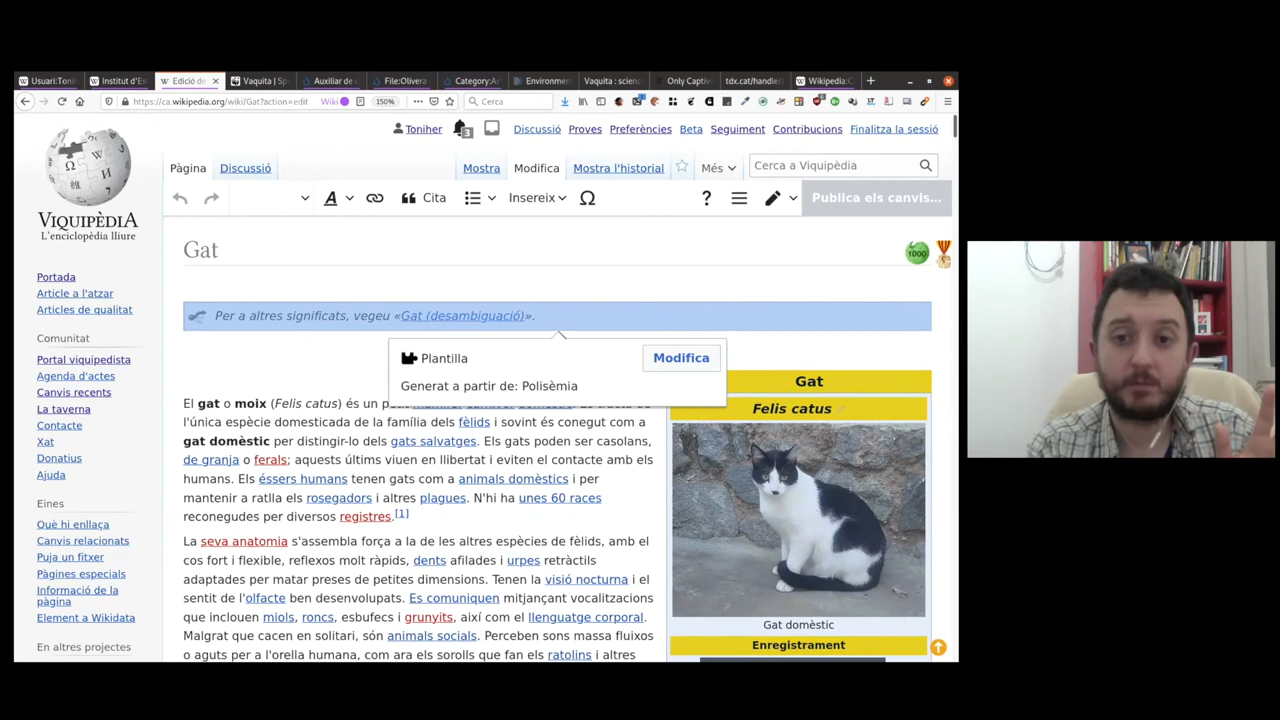 Usuari:Toni
Institut d'Es
Edició de
Vaquita | Sp
Auxiliar de c
File:Olivera
Category:Ar
Environm
Vaquita : scien
Only Captiv
tdx.cat/handle/
Wikipedia:C
https://ca.wikipedia.org/wiki/Gat?action=edit
Wiki
150%
Cerca
Toniher
3
Discussió
Proves
Preferències
Beta
Seguiment
Contribucions
Finalitza la sessió
Pàgina
Discussió
Mostra
Modifica
Mostra l'historial
Més
Cerca a Viquipèdia
A
Cita
Insereix
Ω
?
Publica els canvis...
VIQUIPÈDIA
L'enciclopèdia lliure
Portada
Article a l'atzar
Articles de qualitat
Comunitat
Portal viquipedista
Agenda d'actes
Canvis recents
La taverna
Contacte
Xat
Donatius
Ajuda
Eines
Què hi enllaça
Canvis relacionats
Puja un fitxer
Pàgines especials
Informació de la
pàgina
Element a Wikidata
En altres projectes
Gat
1000
Per a altres significats, vegeu «Gat (desambiguació)».
Plantilla
Modifica
Generat a partir de: Polisèmia
El gat o moix (Felis catus) és un
l'única espècie domesticada de la família dels fèlids i sovint és conegut com a
gat domèstic per distingir-lo dels gats salvatges. Els gats poden ser casolans,
de granja o ferals; aquests últims viuen en llibertat i eviten el contacte amb els
humans. Els éssers humans tenen gats com a animals domèstics i per
mantenir a ratlla els rosegadors i altres plagues. N'hi ha unes 60 races
reconegudes per diversos registres.[1]
La seva anatomia s'assembla força a la de les altres espècies de fèlids, amb el
cos fort i flexible, reflexos molt ràpids, dents afilades i urpes retràctils
adaptades per matar preses de petites dimensions. Tenen la visió nocturna i el
sentit de l'olfacte ben desenvolupats. Es comuniquen mitjançant vocalitzacions
que inclouen miols, roncs, esbufecs i grunyits, així com el llenguatge corporal.
Malgrat que cacen en solitari, són animals socials. Perceben sons massa fluixos
o aguts per a l'orella humana, com ara els sorolls que fan els ratolins i altres
Gat
Felis catus
Gat domèstic
Enregistrament